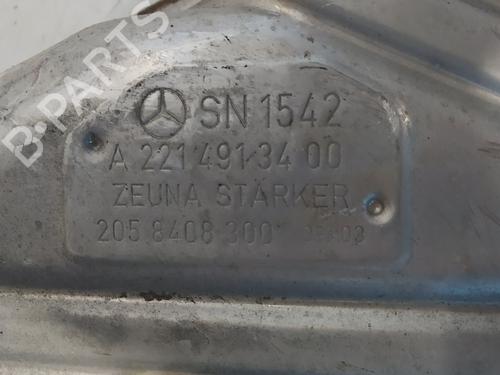 B-PARTS
SN 1542
A 221 491 34 00
ZEUNA STÄRKER
205 8408 300